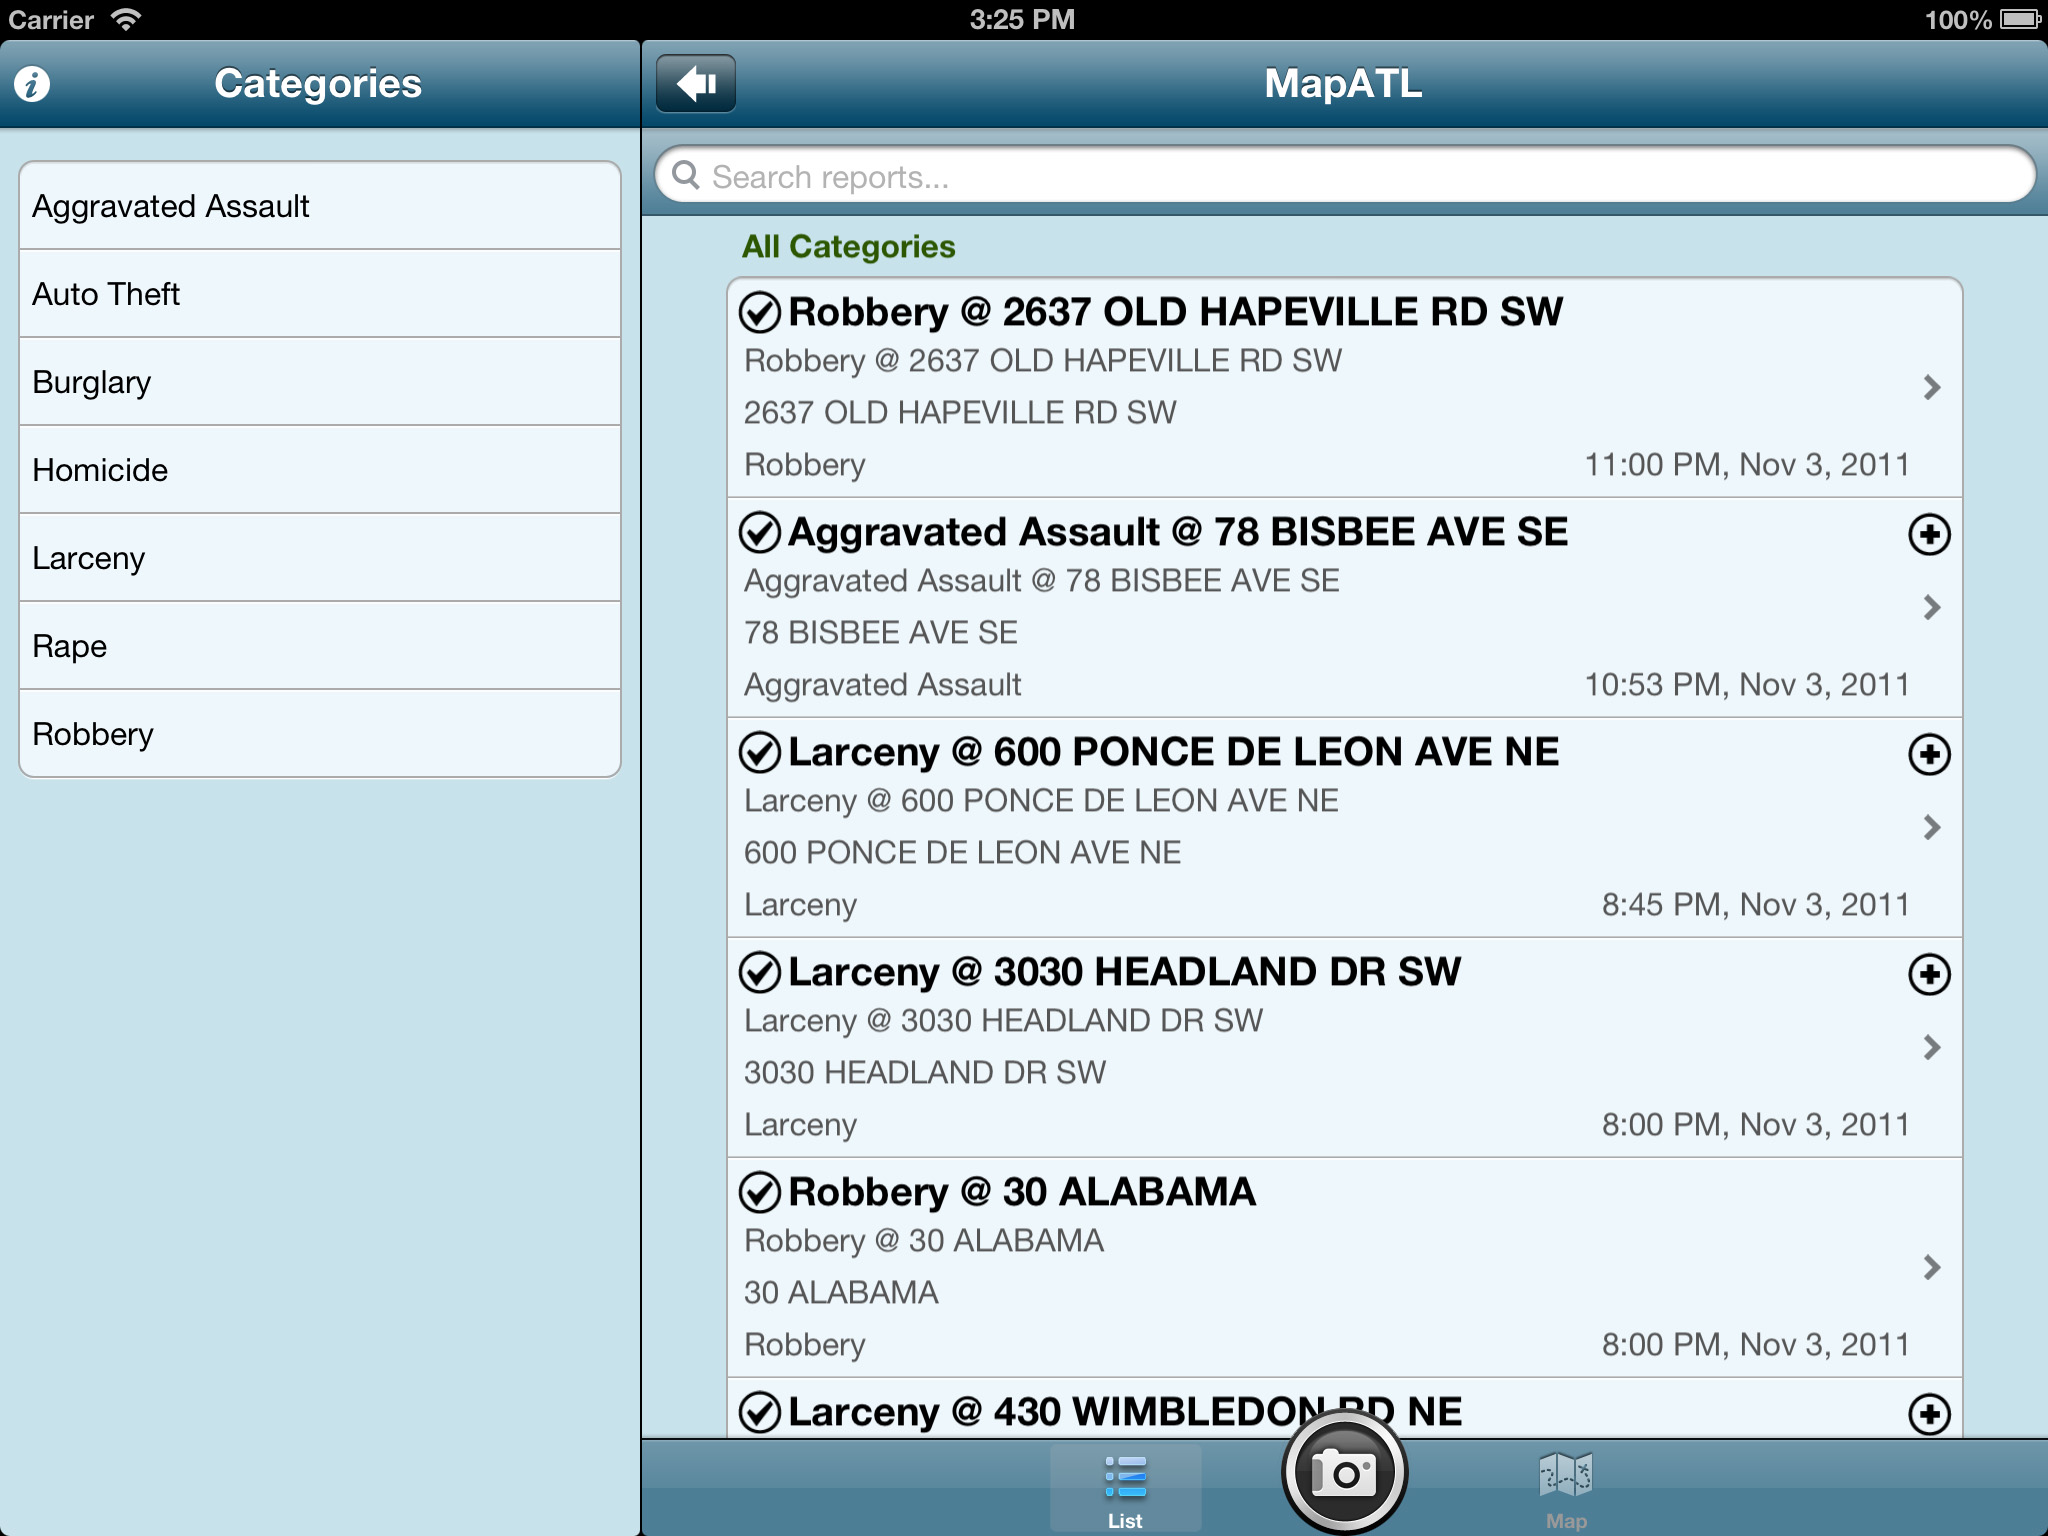 Carrier 3:25 PM 100%
Categories
MapATL
Search reports...
Aggravated Assault
Auto Theft
Burglary
Homicide
Larceny
Rape
Robbery
All Categories
Robbery @ 2637 OLD HAPEVILLE RD SW
Robbery @ 2637 OLD HAPEVILLE RD SW
2637 OLD HAPEVILLE RD SW
Robbery 11:00 PM, Nov 3, 2011
Aggravated Assault @ 78 BISBEE AVE SE
Aggravated Assault @ 78 BISBEE AVE SE
78 BISBEE AVE SE
Aggravated Assault 10:53 PM, Nov 3, 2011
Larceny @ 600 PONCE DE LEON AVE NE
Larceny @ 600 PONCE DE LEON AVE NE
600 PONCE DE LEON AVE NE
Larceny 8:45 PM, Nov 3, 2011
Larceny @ 3030 HEADLAND DR SW
Larceny @ 3030 HEADLAND DR SW
3030 HEADLAND DR SW
Larceny 8:00 PM, Nov 3, 2011
Robbery @ 30 ALABAMA
Robbery @ 30 ALABAMA
30 ALABAMA
Robbery 8:00 PM, Nov 3, 2011
Larceny @ 430 WIMBLEDON RD NE
List
Map